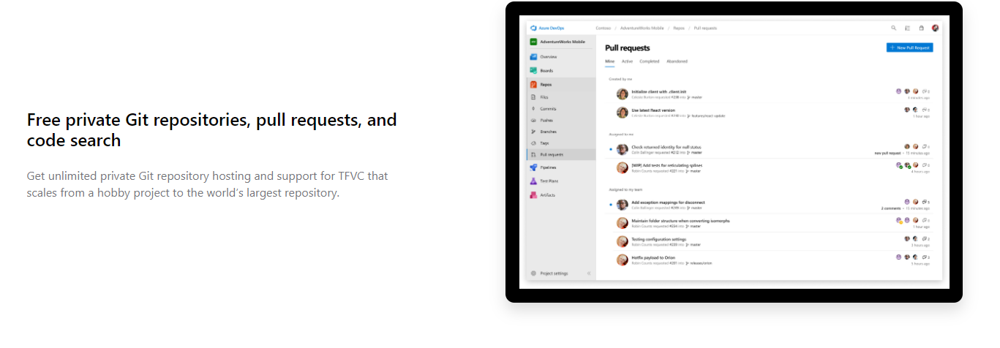 Free private Git repositories, pull requests, and
code search
Get unlimited private Git repository hosting and support for TFVC that
scales from a hobby project to the world's largest repository.
Azure DevOps
Contoso / AdventureWorks Mobile / Repos / Pull requests
AdventureWorks Mobile
Overview
Boards
Repos
Files
Commits
Pushes
Branches
Tags
Pull requests
Pipelines
Test Plans
Artifacts
Project settings
Pull requests
New Pull Request
Mine Active Completed Abandoned
Created by me
Initialize client with .client.init
Celeste Burton requested into master
4 minutes ago
Use latest React version
Celeste Burton requested into features/react-update
1 hour ago
Assigned to me
Check returned identity for null status
Colin Ballinger requested #212 into master
new pull request 15 minutes ago
[WIP] Add tests for reticulating splines
Robin Counts requested #221 into master
4 hours ago
Assigned to my team
Add exception mappings for disconnect
Colin Ballinger requested into master
2 comments 15 minutes ago
Maintain folder structure when converting isomorphs
Robin Counts requested into master
1 hour ago
Testing configuration settings
Robin Counts requested into master
3 hours ago
Hotfix payload to Orion
Robin Counts requested into releases/orion
5 hours ago